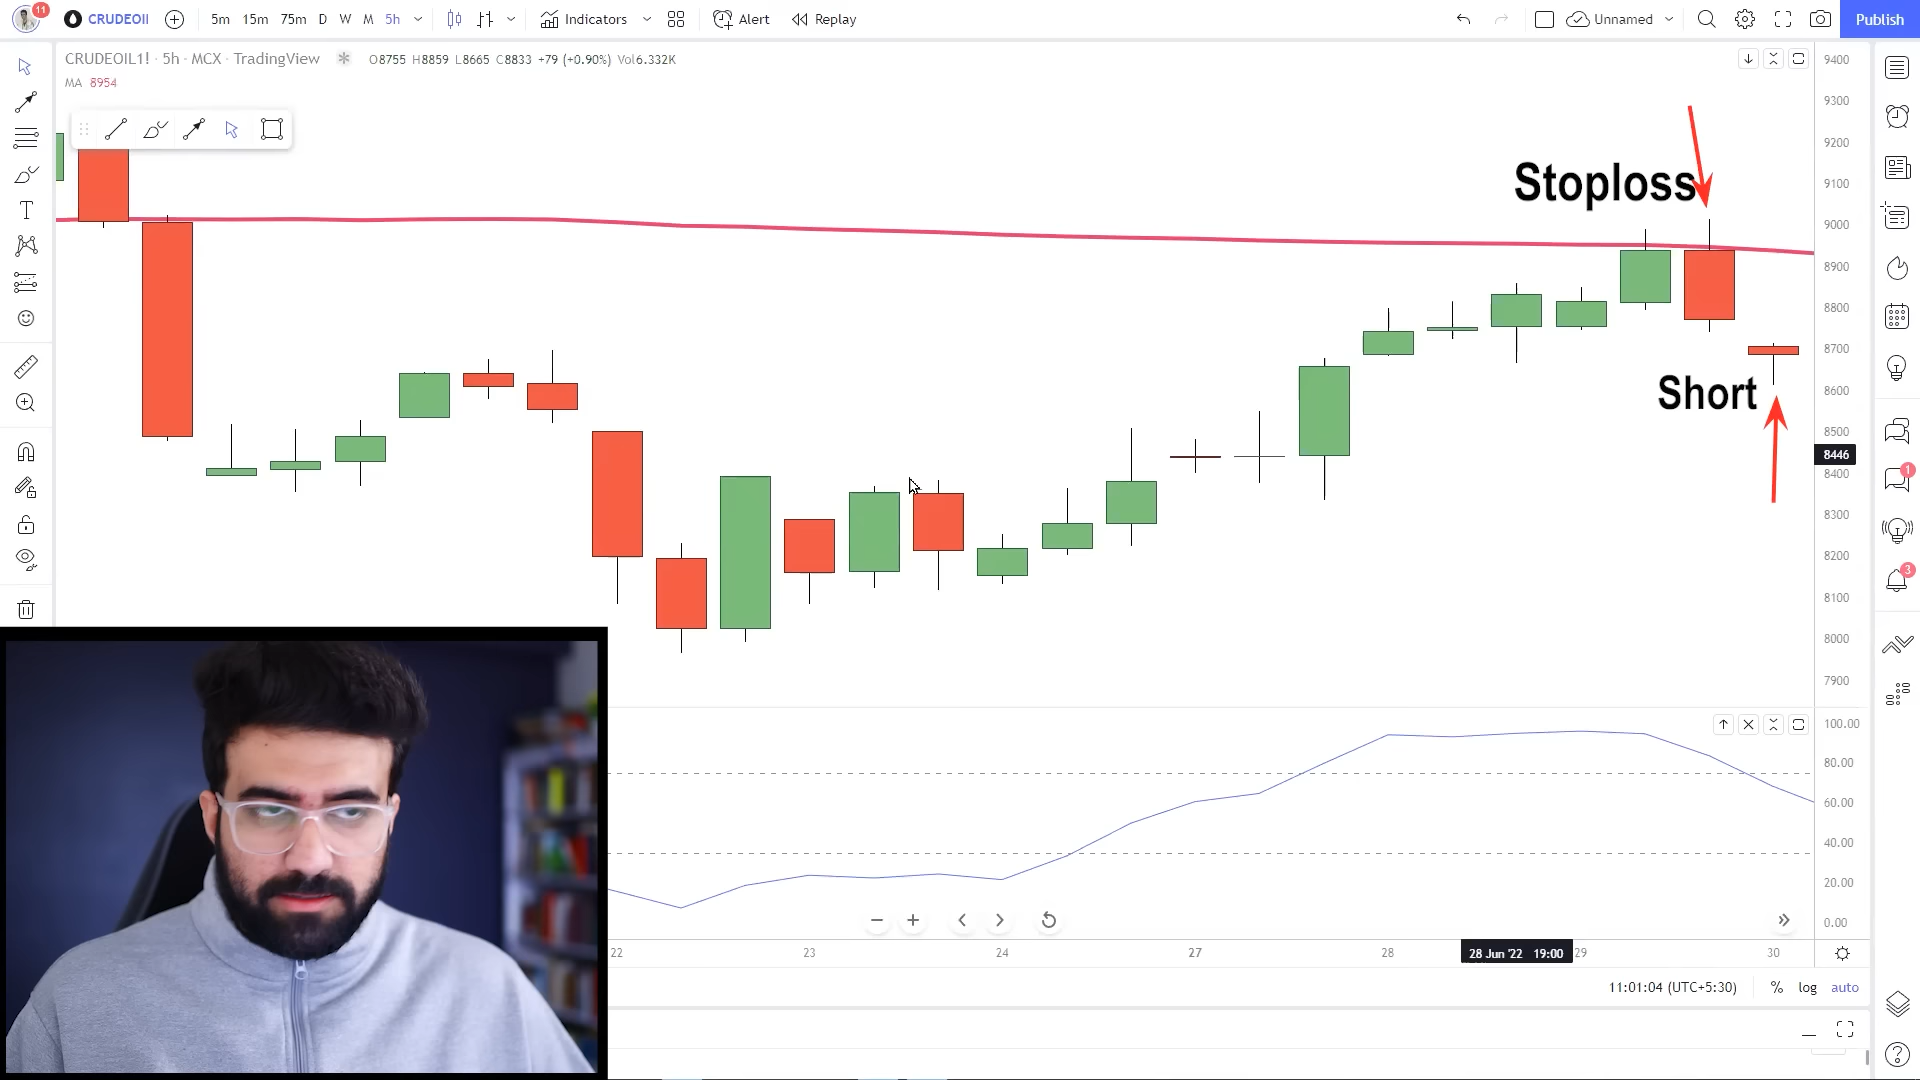 11
CRUDEOIl
5m 15m 75m D W M 5h
Indicators
Alert
Replay
Unnamed
Publish
CRUDEOIL1! · 5h · MCX · TradingView
O8755 H8859 L8665 C8833 +79 (+0.90%) Vol6.332K
MA 8954
9400
9300
9200
9100
9000
8900
8800
8700
8600
8500
8446
8400
8300
8200
8100
8000
7900
Stoploss
Short
1
3
100.00
80.00
60.00
40.00
20.00
0.00
22 23 24 27 28 28 Jun '22 19:00 29 30
11:01:04 (UTC+5:30) % log auto